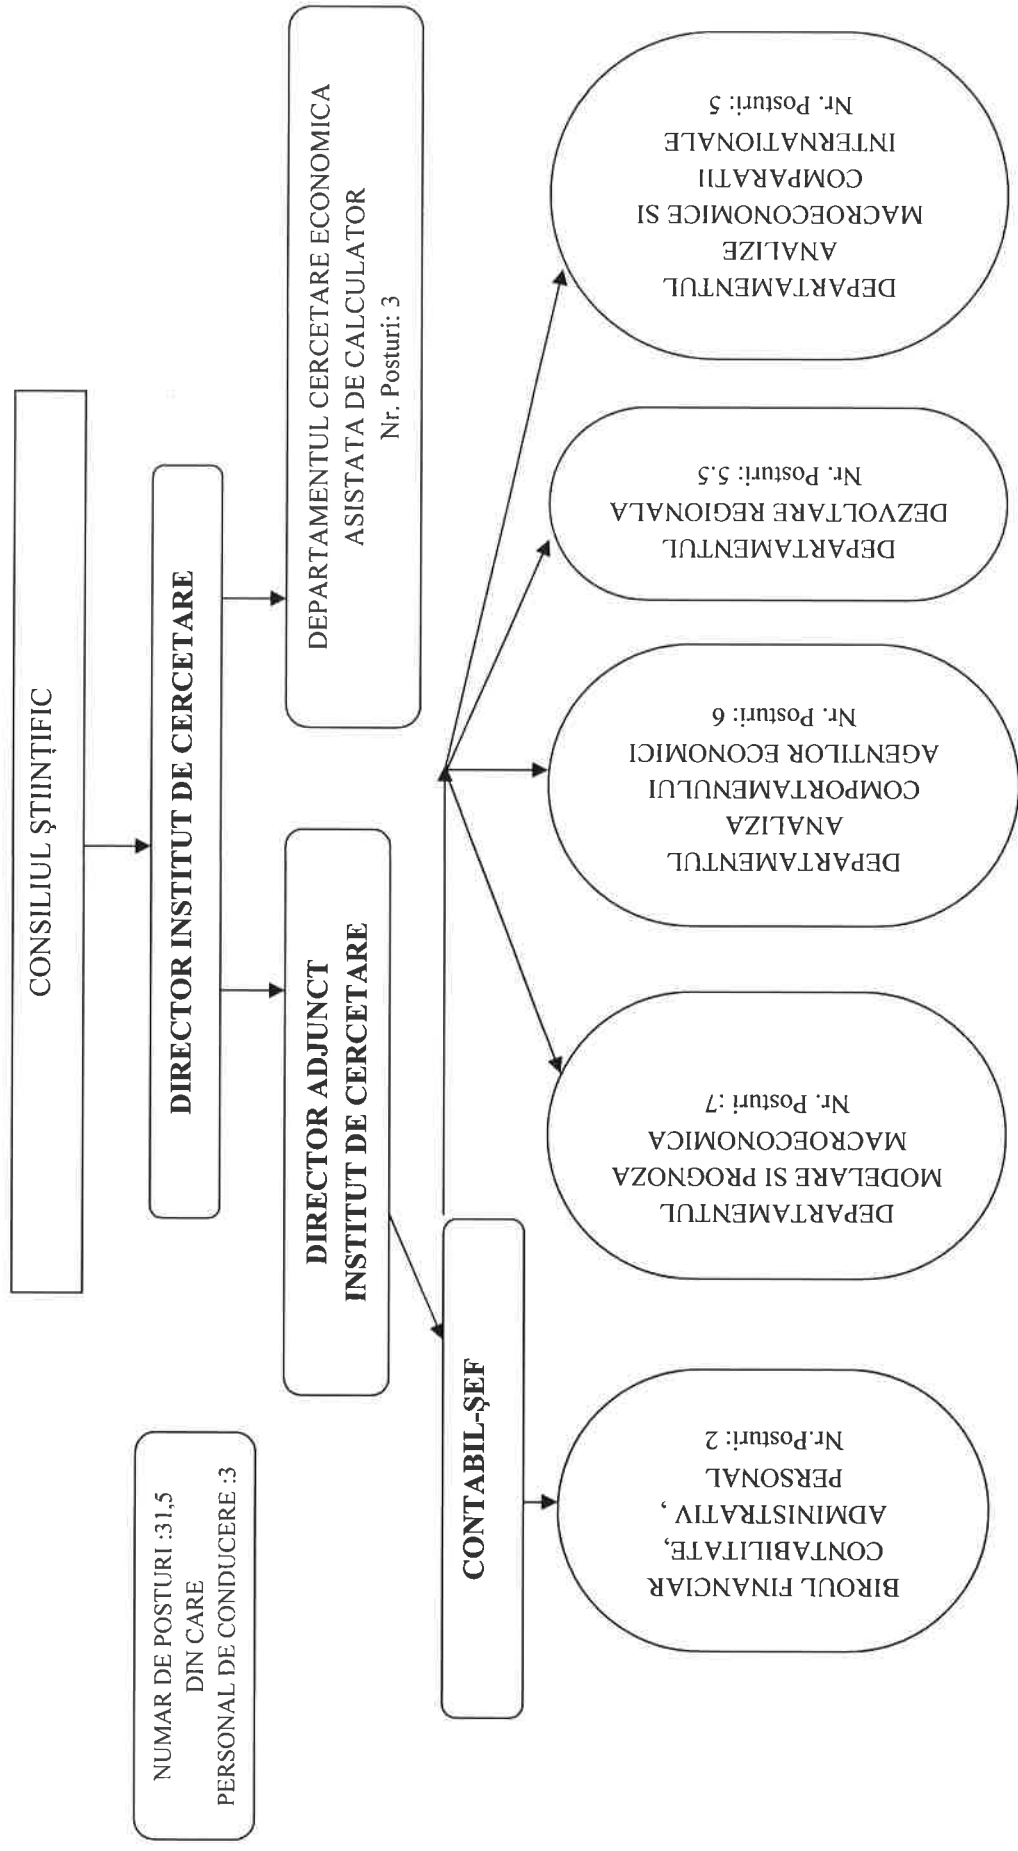 CONSILIUL ŞTIINŢIFIC
DIRECTOR INSTITUT DE CERCETARE
NUMAR DE POSTURI :31,5
DIN CARE
PERSONAL DE CONDUCERE :3
DIRECTOR ADJUNCT
INSTITUT DE CERCETARE
DEPARTAMENTUL CERCETARE ECONOMICA
ASISTATA DE CALCULATOR
Nr. Posturi: 3
CONTABIL-ŞEF
BIROUL FINANCIAR
CONTABILITATE,
ADMINISTRATIV ,
PERSONAL
Nr.Posturi: 2
DEPARTAMENTUL
MODELARE SI PROGNOZA
MACROECONOMICA
Nr. Posturi :7
DEPARTAMENTUL
ANALIZA
COMPORTAMENULUI
AGENTILOR ECONOMICI
Nr. Posturi: 6
DEPARTAMENTUL
DEZVOLTARE REGIONALA
Nr. Posturi: 5.5
DEPARTAMENTUL
ANALIZE
MACROECONOMICE SI
COMPARATII
INTERNATIONALE
Nr. Posturi: 5